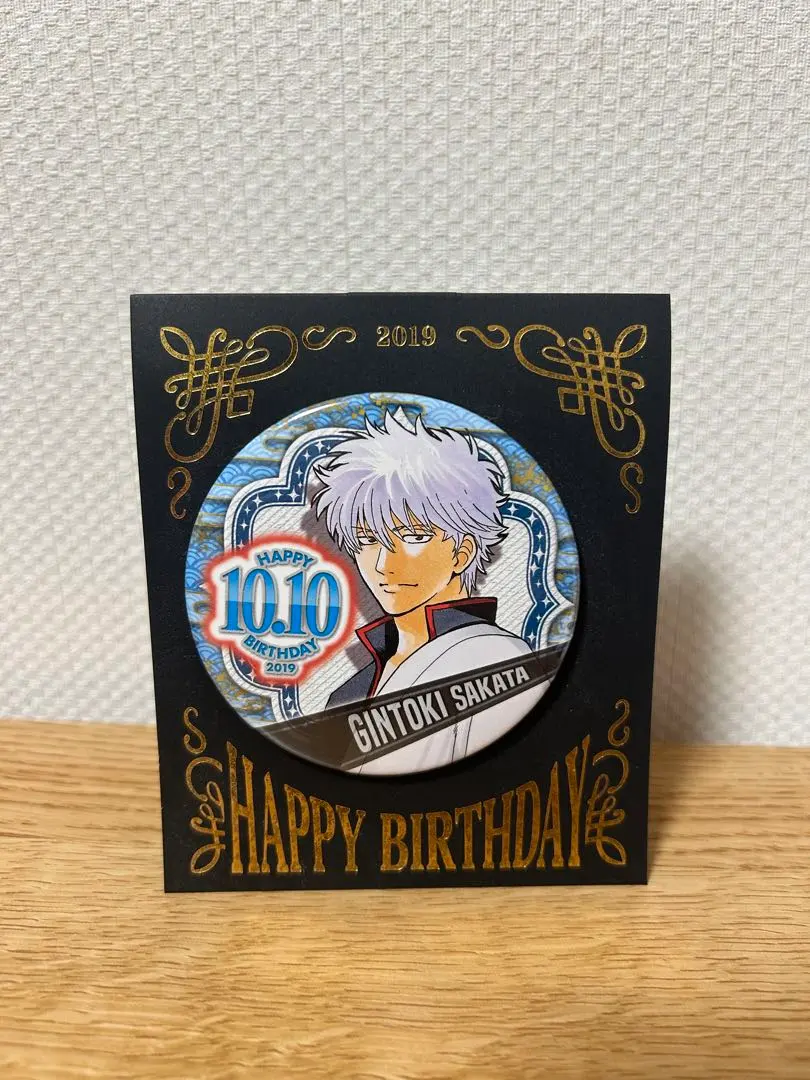 2019
HAPPY
10.10
BIRTHDAY
2019
GINTOKI SAKATA
HAPPY BIRTHDAY